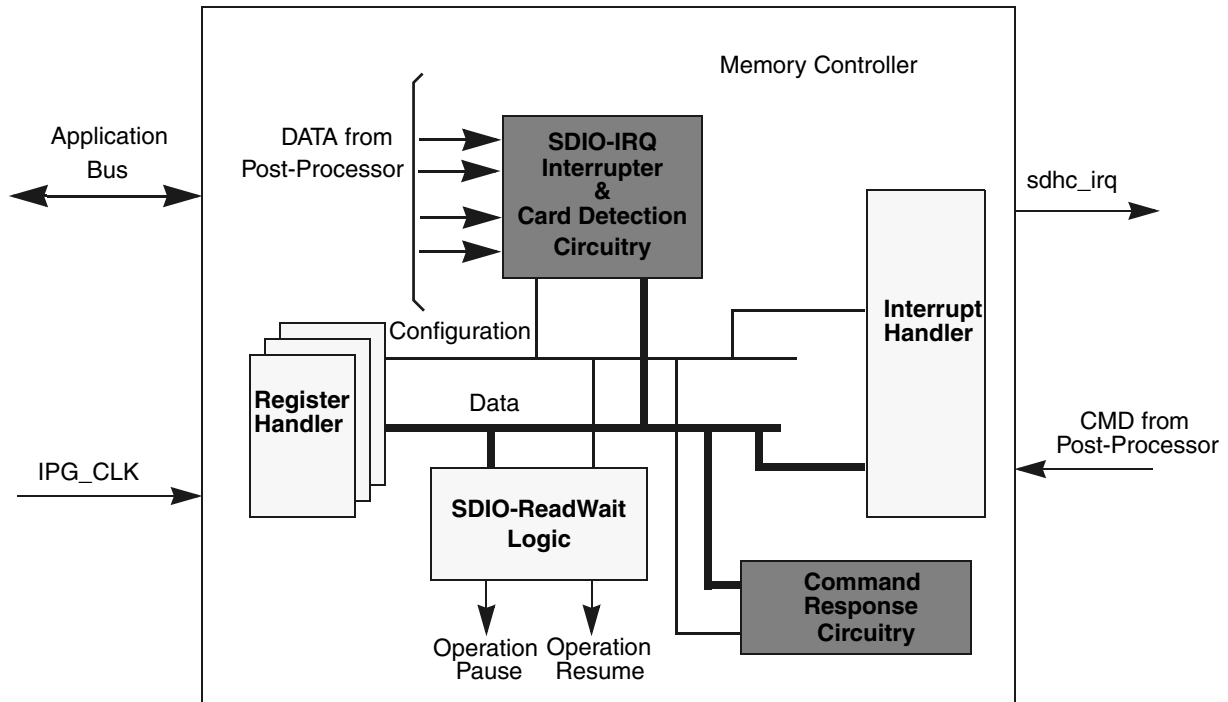 Memory Controller
Application
Bus
DATA from
Post-Processor
SDIO-IRQ
Interrupter
&
Card Detection
Circuitry
sdhc_irq
Configuration
Interrupt
Handler
Register
Handler
Data
CMD from
Post-Processor
IPG_CLK
SDIO-ReadWait
Logic
Command
Response
Circuitry
Operation
Pause
Operation
Resume